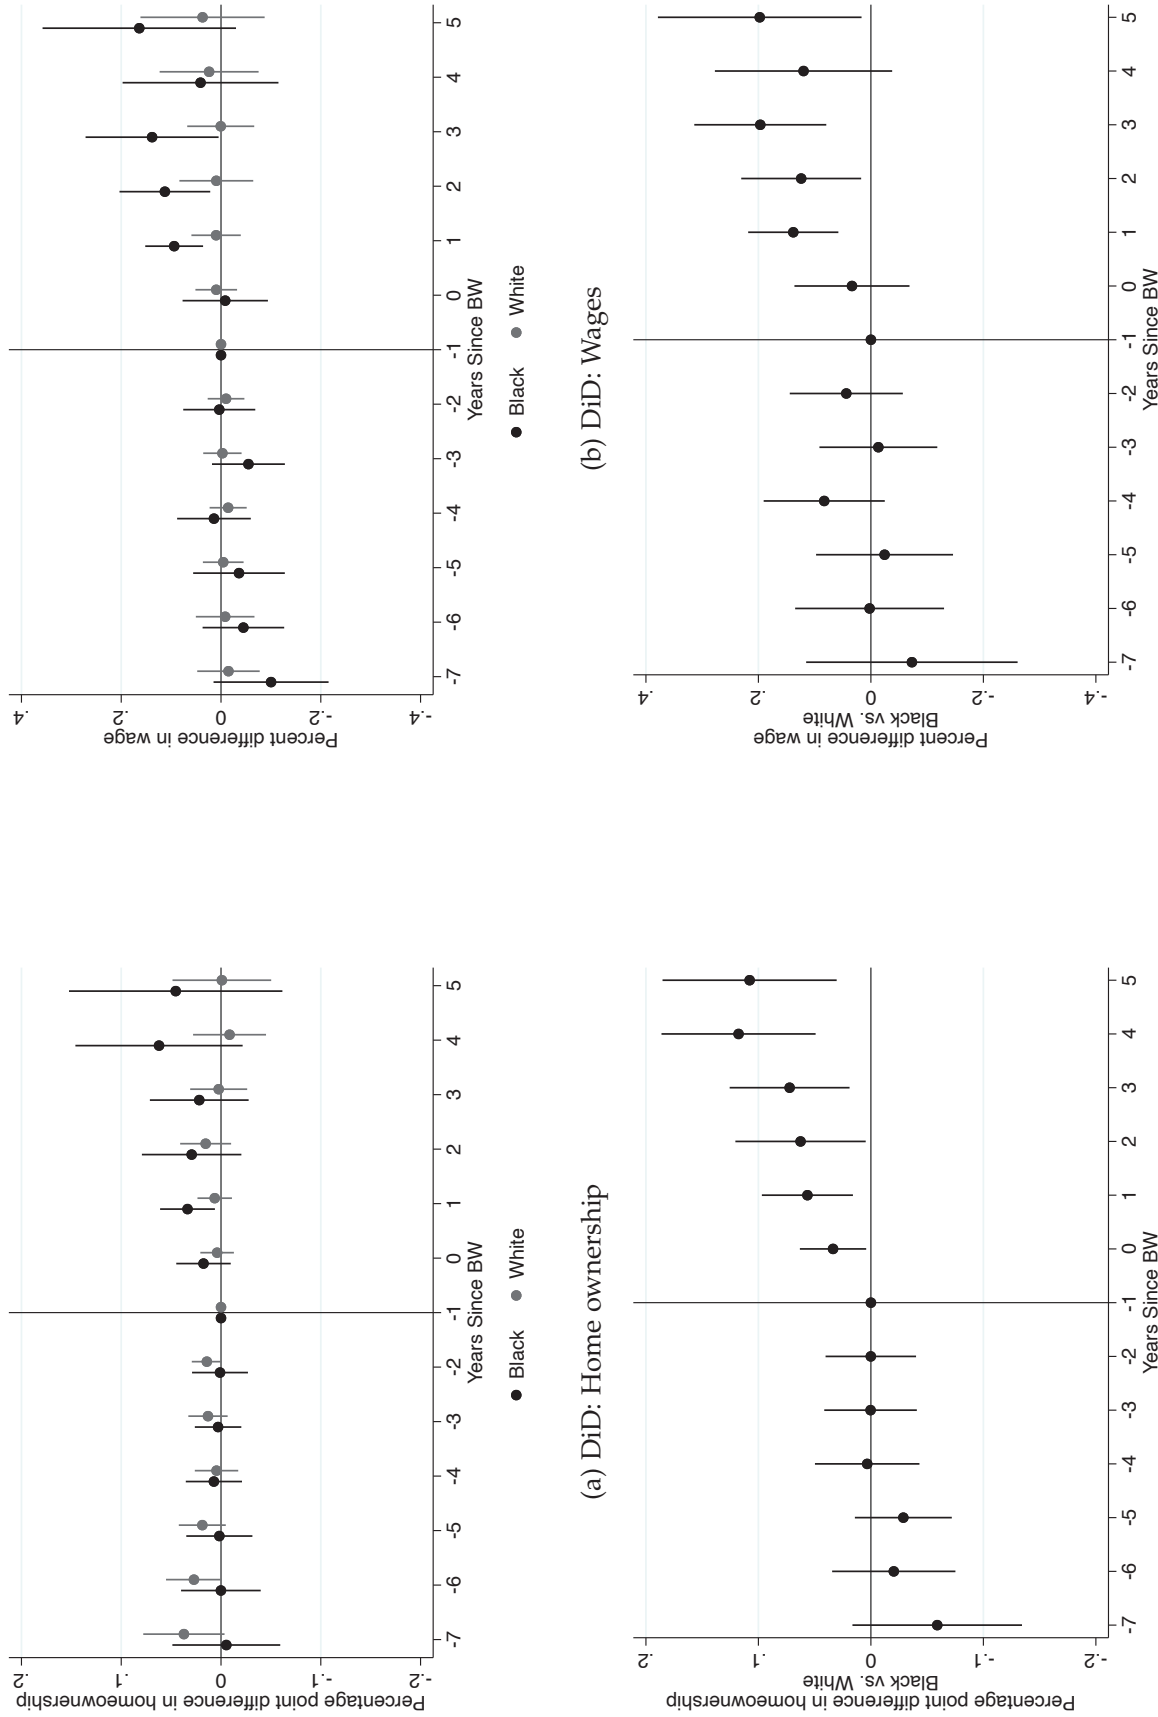 Percentage point difference in homeownership
.2
.1
0
-.1
-.2
-7 -6 -5 -4 -3 -2 -1 0 1 2 3 4 5
Years Since BW
Black White
Percent difference in wage
.4
.2
0
-.2
-.4
-7 -6 -5 -4 -3 -2 -1 0 1 2 3 4 5
Years Since BW
Black White
(a) DiD: Home ownership
(b) DiD: Wages
Percentage point difference in homeownership
Black vs. White
.2
.1
0
-.1
-.2
-7 -6 -5 -4 -3 -2 -1 0 1 2 3 4 5
Years Since BW
Percent difference in wage
Black vs. White
.4
.2
0
-.2
-.4
-7 -6 -5 -4 -3 -2 -1 0 1 2 3 4 5
Years Since BW